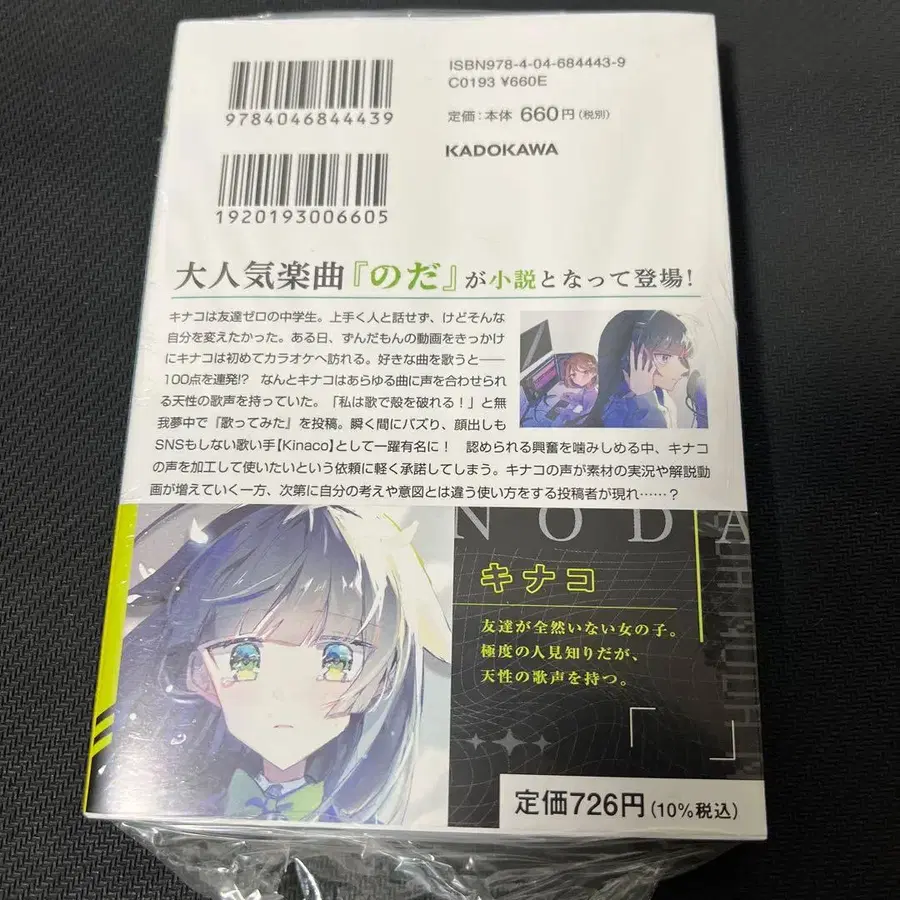 ISBN978-4-04-684443-9
C0193 ¥660E
9784046844439
定価:本体 660円(税別)
KADOKAWA
1920193006605
大人気楽曲『のだ』が小説となって登場!
キナコは友達ゼロの中学生。上手く人と話せず、けどそんな
自分を変えたかった。ある日、ずんだもんの動画をきっかけ
にキナコは初めてカラオケへ訪れる。好きな曲を歌うと――
100点を連発!? なんとキナコはあらゆる曲に声を合わせられ
る天性の歌声を持っていた。「私は歌で殻を破れる!」と無
我夢中で『歌ってみた』を投稿。瞬く間にバズり、顔出しも
SNSもしない歌い手【Kinaco】として一躍有名に! 認められる興奮を噛みしめる中、キナコ
の声を加工して使いたいという依頼に軽く承諾してしまう。キナコの声が素材の実況や解説動
画が増えていく一方、次第に自分の考えや意図とは違う使い方をする投稿者が現れ……?
NODA
キナコ
友達が全然いない女の子。
極度の人見知りだが、
天性の歌声を持つ。
定価726円(10%税込)